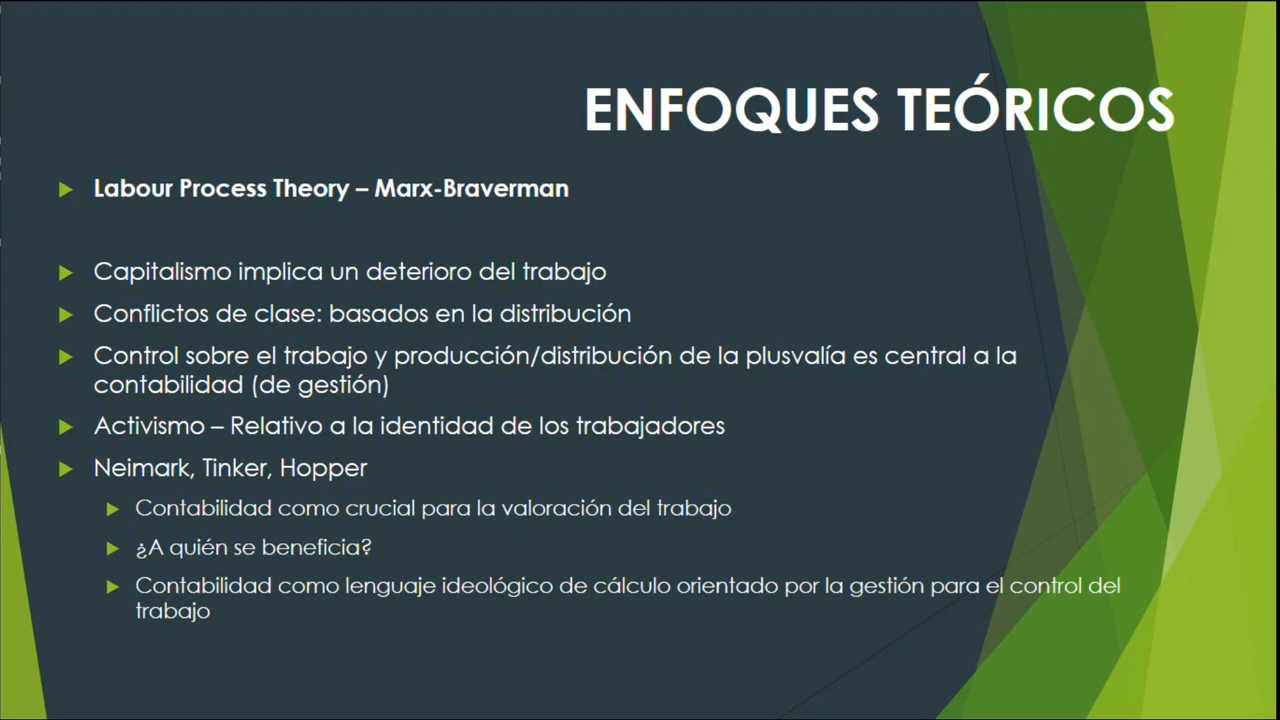 ENFOQUES TEÓRICOS
Labour Process Theory – Marx-Braverman
Capitalismo implica un deterioro del trabajo
Conflictos de clase: basados en la distribución
Control sobre el trabajo y producción/distribución de la plusvalía es central a la
contabilidad (de gestión)
Activismo – Relativo a la identidad de los trabajadores
Neimark, Tinker, Hopper
Contabilidad como crucial para la valoración del trabajo
¿A quién se beneficia?
Contabilidad como lenguaje ideológico de cálculo orientado por la gestión para el control del
trabajo